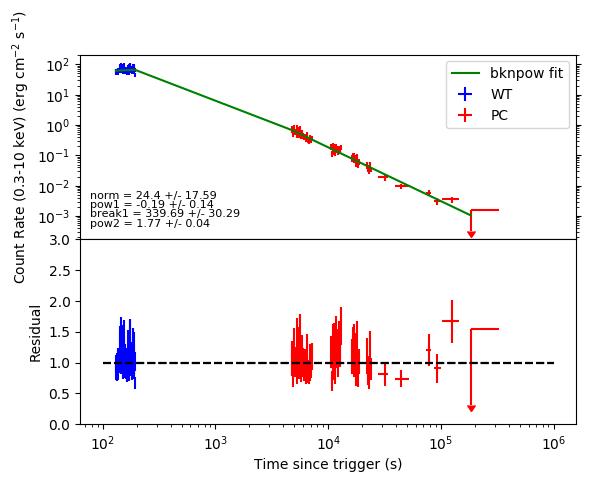 Count Rate (0.3-10 keV) (erg cm⁻² s⁻¹)
10²
10¹
10⁰
10⁻¹
10⁻²
10⁻³
bknpow fit
WT
PC
norm = 24.4 +/- 17.59
pow1 = -0.19 +/- 0.14
break1 = 339.69 +/- 30.29
pow2 = 1.77 +/- 0.04
Residual
3.0
2.5
2.0
1.5
1.0
0.5
0.0
10² 10³ 10⁴ 10⁵ 10⁶
Time since trigger (s)